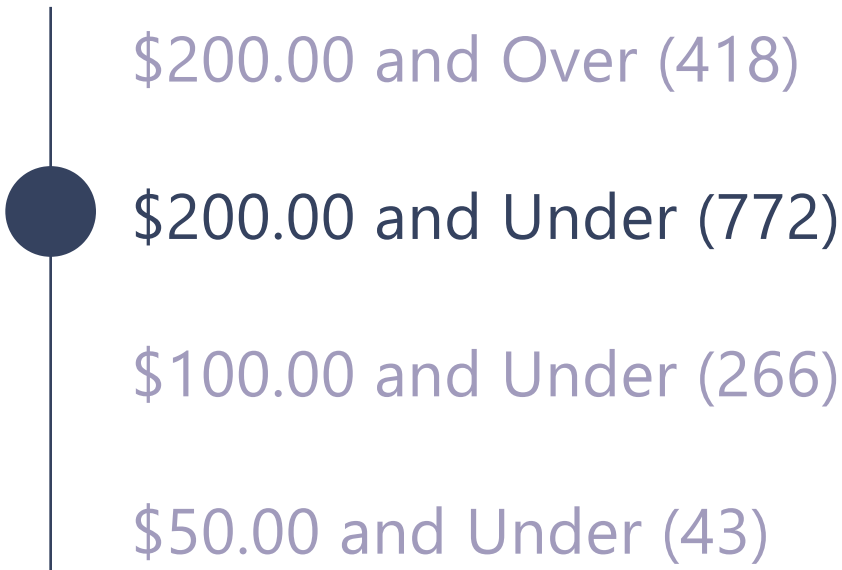 $200.00 and Over (418)
$200.00 and Under (772)
$100.00 and Under (266)
$50.00 and Under (43)